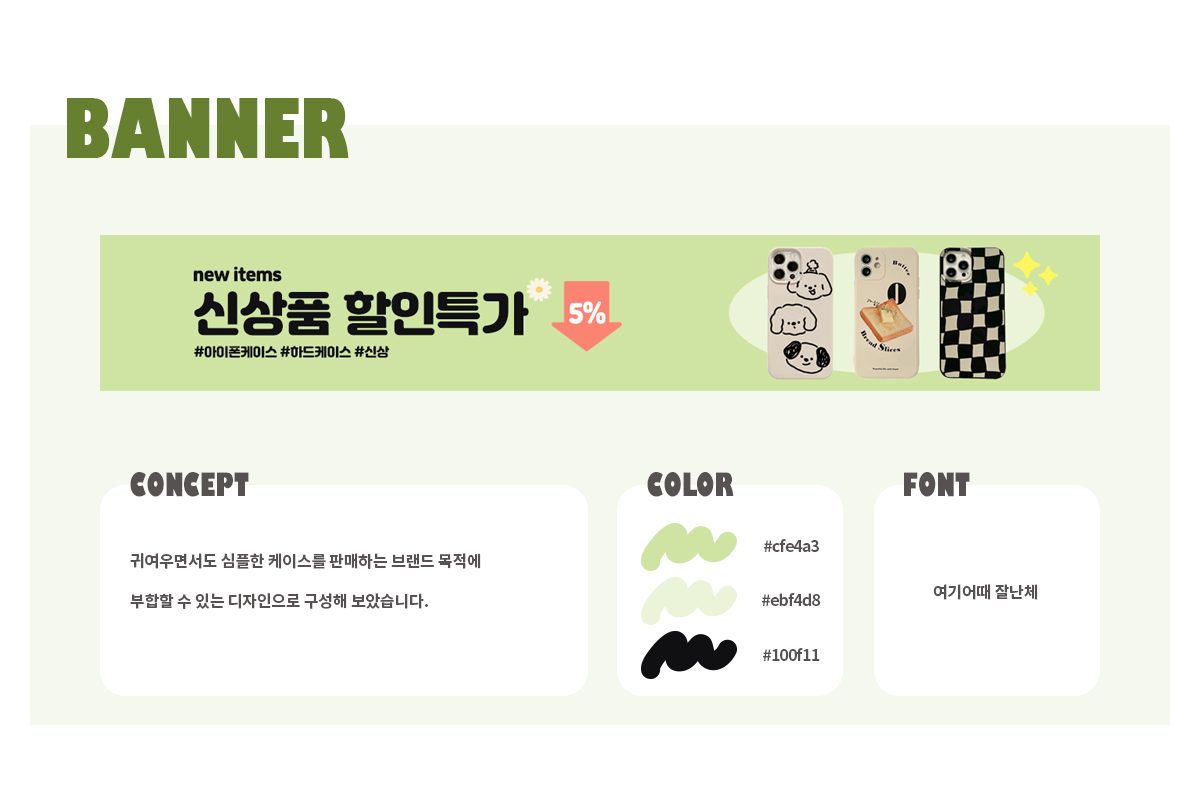 BANNER
new items
신상품 할인특가
5%
#아이폰케이스 #하드케이스 #신상
Butter
Bread Slices
CONCEPT
귀여우면서도 심플한 케이스를 판매하는 브랜드 목적에
부합할 수 있는 디자인으로 구성해 보았습니다.
COLOR
#cfe4a3
#ebf4d8
#100f11
FONT
여기어때 잘난체